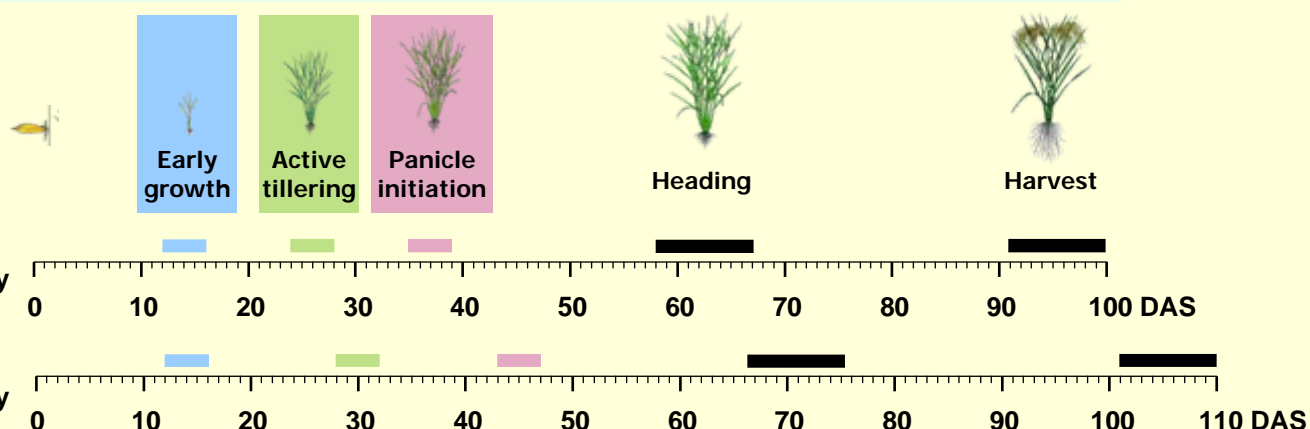 Early growth
Active tillering
Panicle initiation
Heading
Harvest
y
0 10 20 30 40 50 60 70 80 90 100 DAS
y
0 10 20 30 40 50 60 70 80 90 100 110 DAS